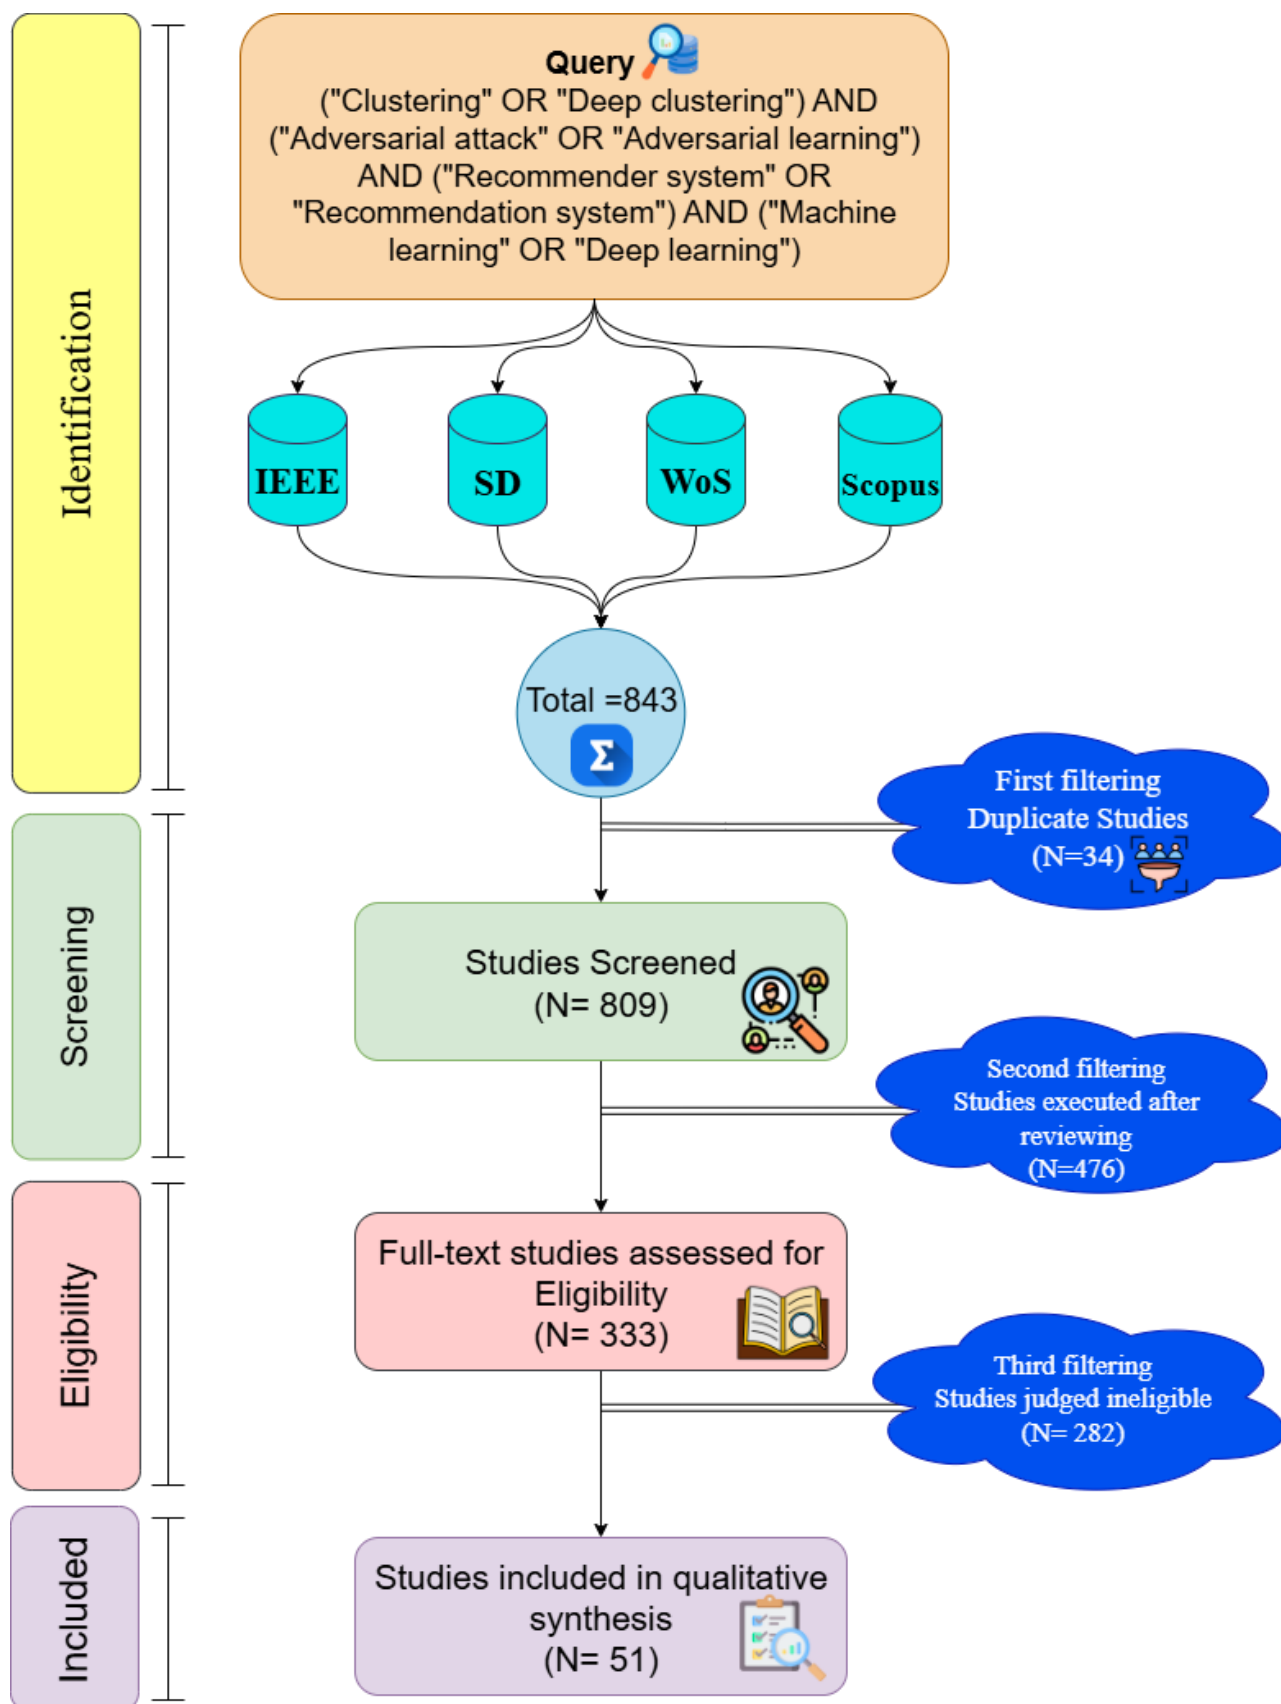 Identification
Query
("Clustering" OR "Deep clustering") AND
("Adversarial attack" OR "Adversarial learning")
AND ("Recommender system" OR
"Recommendation system") AND ("Machine
learning" OR "Deep learning")
IEEE
SD
WoS
Scopus
Total =843
Σ
First filtering
Duplicate Studies
(N=34)
Screening
Studies Screened
(N= 809)
Second filtering
Studies executed after
reviewing
(N=476)
Eligibility
Full-text studies assessed for
Eligibility
(N= 333)
Third filtering
Studies judged ineligible
(N= 282)
Included
Studies included in qualitative
synthesis
(N= 51)